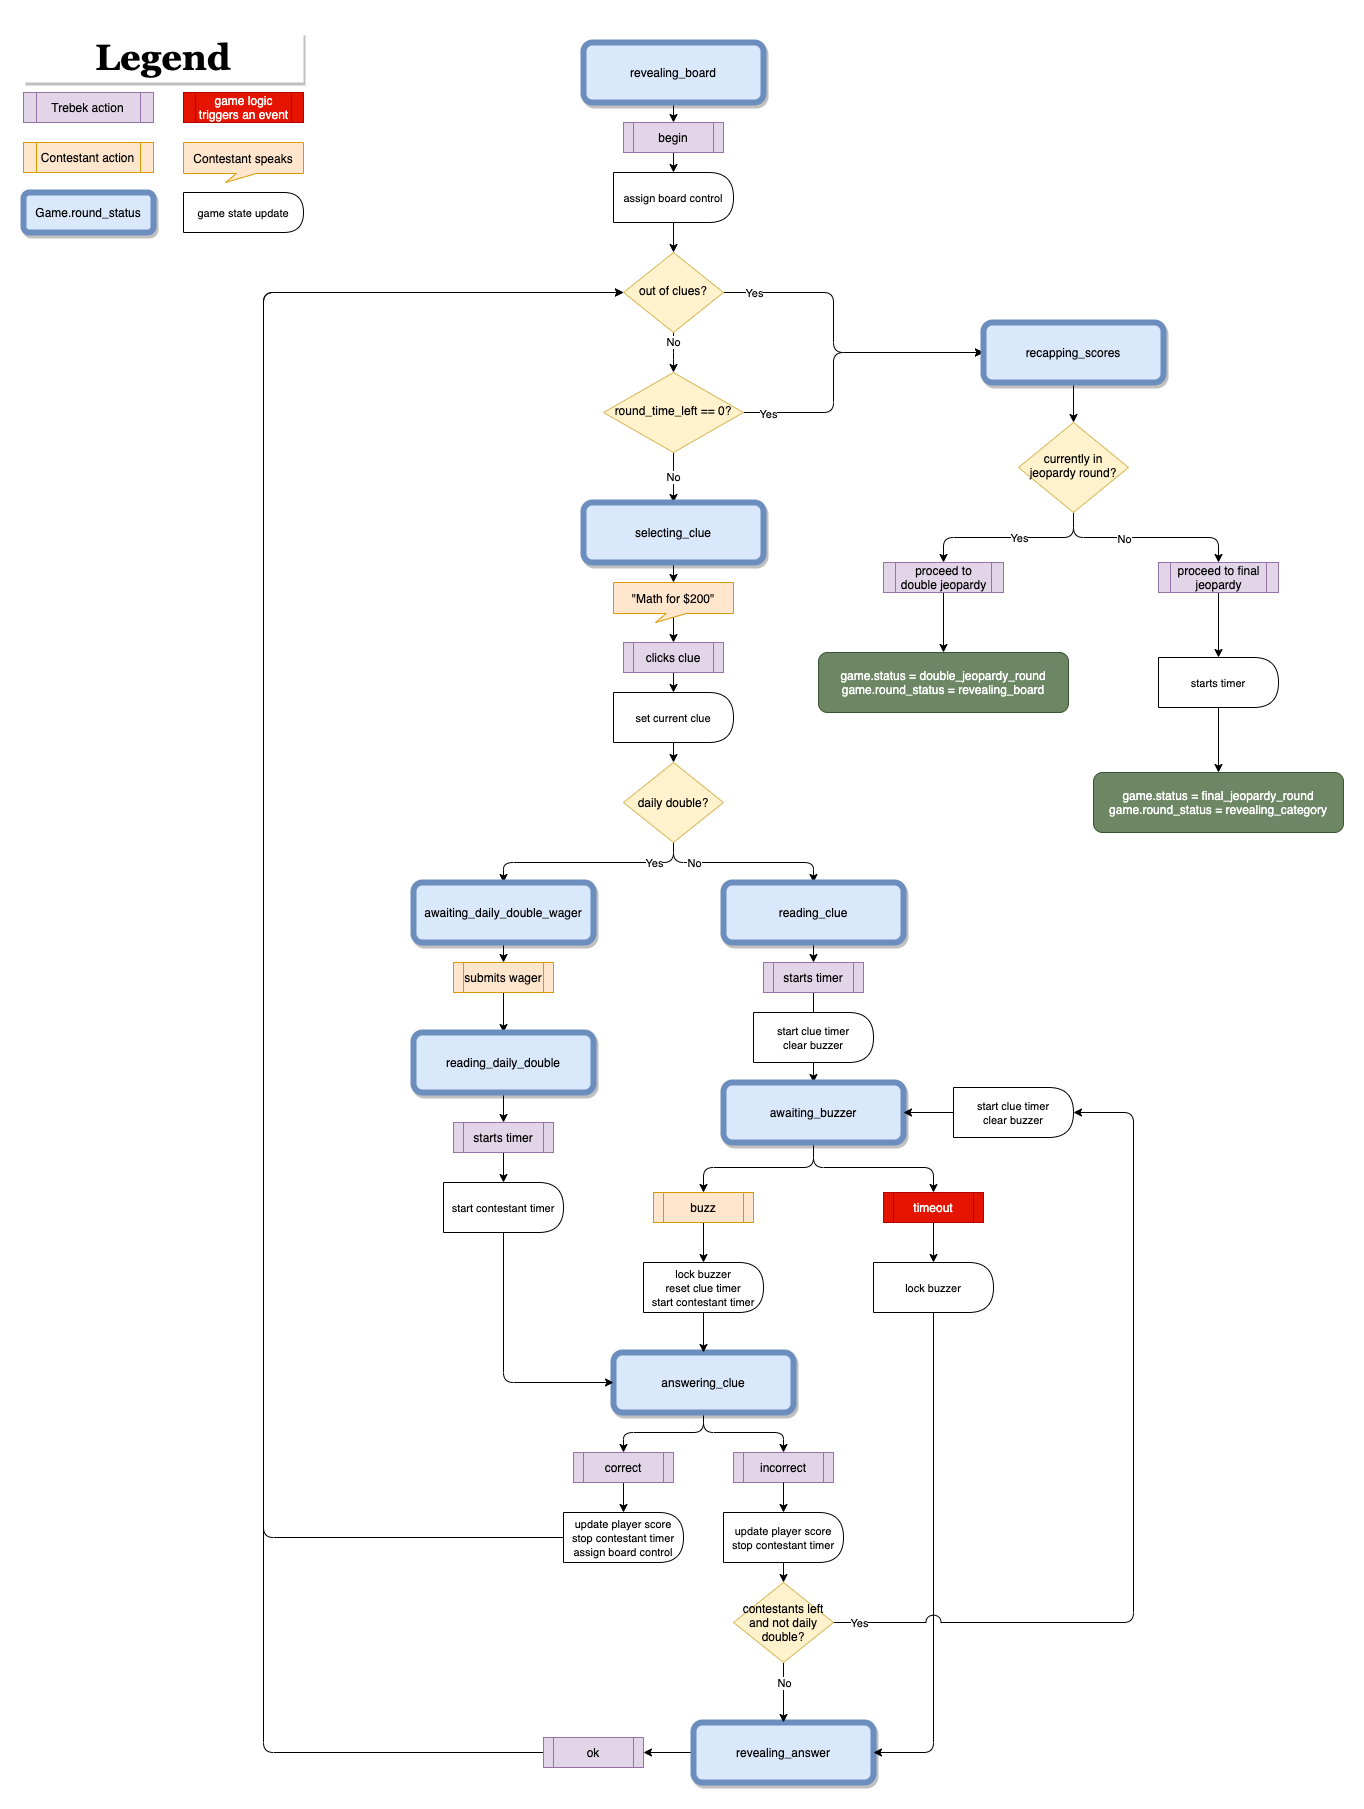 Legend
Trebek action
game logic
triggers an event
Contestant action
Contestant speaks
Game.round_status
game state update
revealing_board
begin
assign board control
out of clues?
Yes
No
round_time_left == 0?
Yes
No
recapping_scores
currently in
jeopardy round?
Yes
No
proceed to
double jeopardy
proceed to final
jeopardy
game.status = double_jeopardy_round
game.round_status = revealing_board
starts timer
game.status = final_jeopardy_round
game.round_status = revealing_category
selecting_clue
"Math for $200"
clicks clue
set current clue
daily double?
Yes
No
awaiting_daily_double_wager
reading_clue
submits wager
starts timer
start clue timer
clear buzzer
reading_daily_double
awaiting_buzzer
start clue timer
clear buzzer
starts timer
start contestant timer
buzz
timeout
lock buzzer
reset clue timer
start contestant timer
lock buzzer
answering_clue
correct
incorrect
update player score
stop contestant timer
assign board control
update player score
stop contestant timer
contestants left
and not daily
double?
Yes
No
ok
revealing_answer